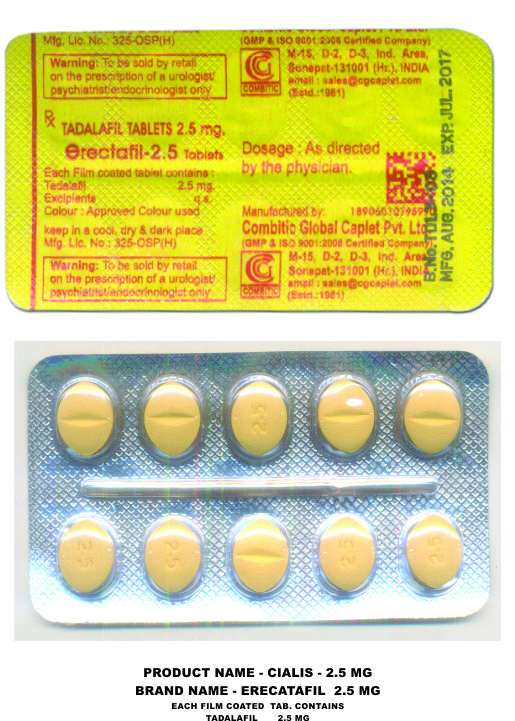 Mfg. Lic. No.: 325-OSP(H)
(GMP & ISO 9001:2008 Certified Company)
Warning: To be sold by retail
on the prescription of a urologist/
psychiatrist/endocrinologist only
COMBITIC
M-15, D-2, D-3, Ind. Area,
Sonepat-131001 (Hr.), INDIA
email : sales@cgcaplet.com
(Estd.:1981)
Rx TADALAFIL TABLETS 2.5 mg.
Erectafil-2.5 Tablets
Each Film coated tablet contains :
Tadalafil 2.5 mg.
Excipients q.s.
Colour : Approved Colour used
keep in a cool, dry & dark place
Mfg. Lic. No.: 325-OSP(H)
Warning: To be sold by retail
on the prescription of a urologist/
psychiatrist/endocrinologist only
Dosage : As directed
by the physician.
Manufactured by:
Combitic Global Caplet Pvt. Ltd
(GMP & ISO 9001:2008 Certified Company)
COMBITIC
M-15, D-2, D-3, Ind. Area,
Sonepat-131001 (Hr.), INDIA
email : sales@cgcaplet.com
(Estd.:1981)
B. No.
MFG. AUG. 2014 EXP. JUL. 2017
2.5
2.5
2.5
2.5
2.5
PRODUCT NAME - CIALIS - 2.5 MG
BRAND NAME - ERECATAFIL 2.5 MG
EACH FILM COATED TAB. CONTAINS
TADALAFIL 2.5 MG